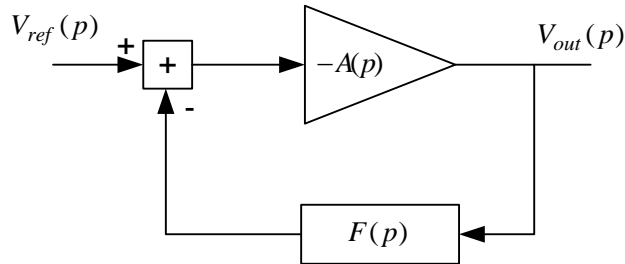 V_ref(p)
+
+
-A(p)
V_out(p)
-
F(p)